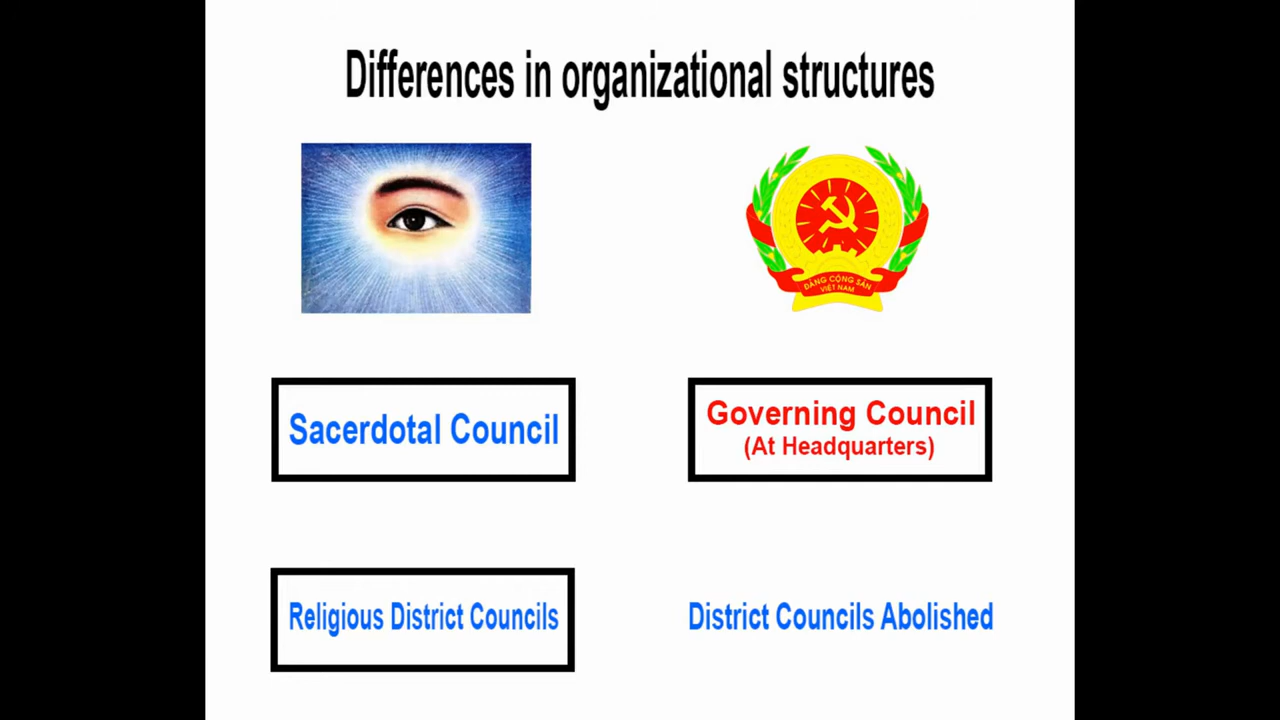 Differences in organizational structures
ĐẢNG CỘNG SẢN
VIỆT NAM
Sacerdotal Council
Governing Council
(At Headquarters)
Religious District Councils
District Councils Abolished